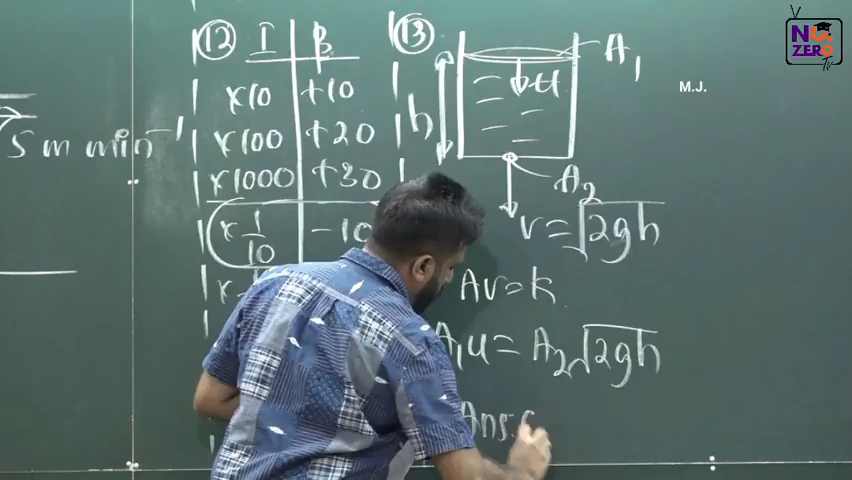 NO.
ZERO
TV
M.J.
5 m min⁻¹
12
I β
×10 +10
×100 +20
×1000 +30
×1/10 -10
13
A₁
u
h
A₂
v=√2gh
Av=k
A₁u=A₂√2gh
Ans.